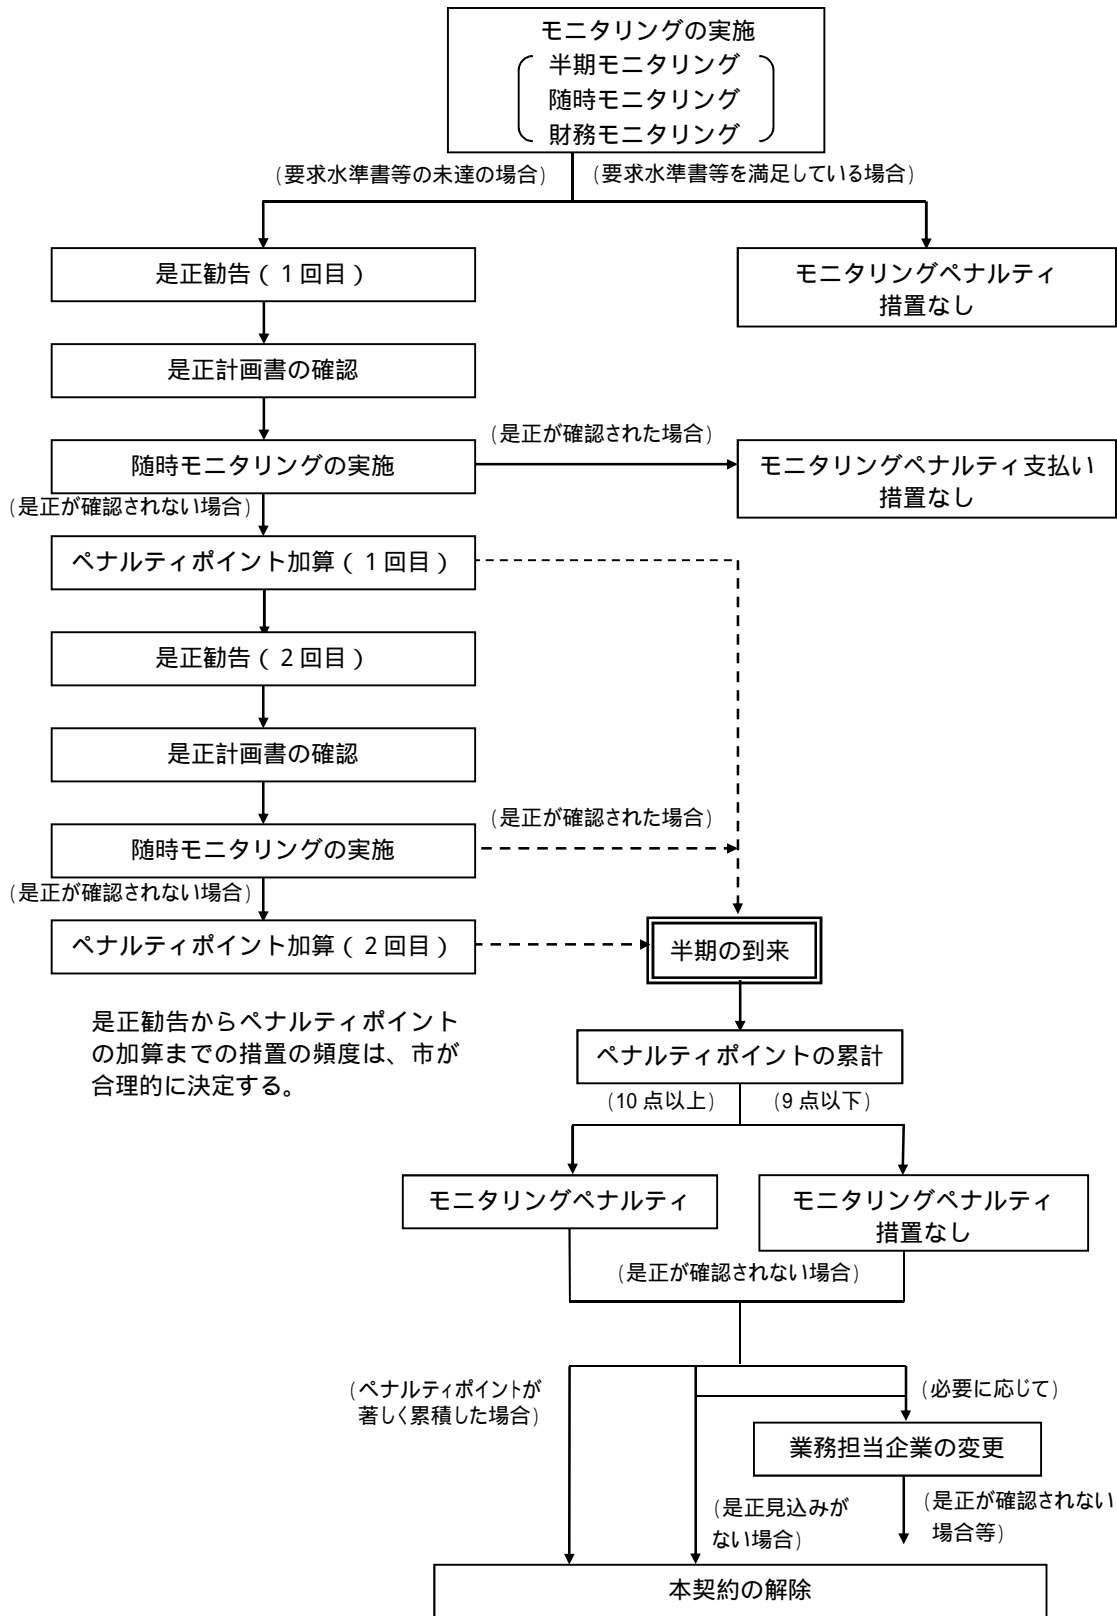 モニタリングの実施
半期モニタリング
随時モニタリング
財務モニタリング
(要求水準書等の未達の場合)
(要求水準書等を満足している場合)
是正勧告(1回目)
モニタリングペナルティ
措置なし
是正計画書の確認
随時モニタリングの実施
(是正が確認された場合)
モニタリングペナルティ支払い
措置なし
(是正が確認されない場合)
ペナルティポイント加算(1回目)
是正勧告(2回目)
是正計画書の確認
随時モニタリングの実施
(是正が確認された場合)
(是正が確認されない場合)
ペナルティポイント加算(2回目)
半期の到来
是正勧告からペナルティポイント
の加算までの措置の頻度は、市が
合理的に決定する。
ペナルティポイントの累計
(10点以上)
(9点以下)
モニタリングペナルティ
モニタリングペナルティ
措置なし
(是正が確認されない場合)
(ペナルティポイントが
著しく累積した場合)
(必要に応じて)
業務担当企業の変更
(是正見込みが
ない場合)
(是正が確認されない
場合等)
本契約の解除